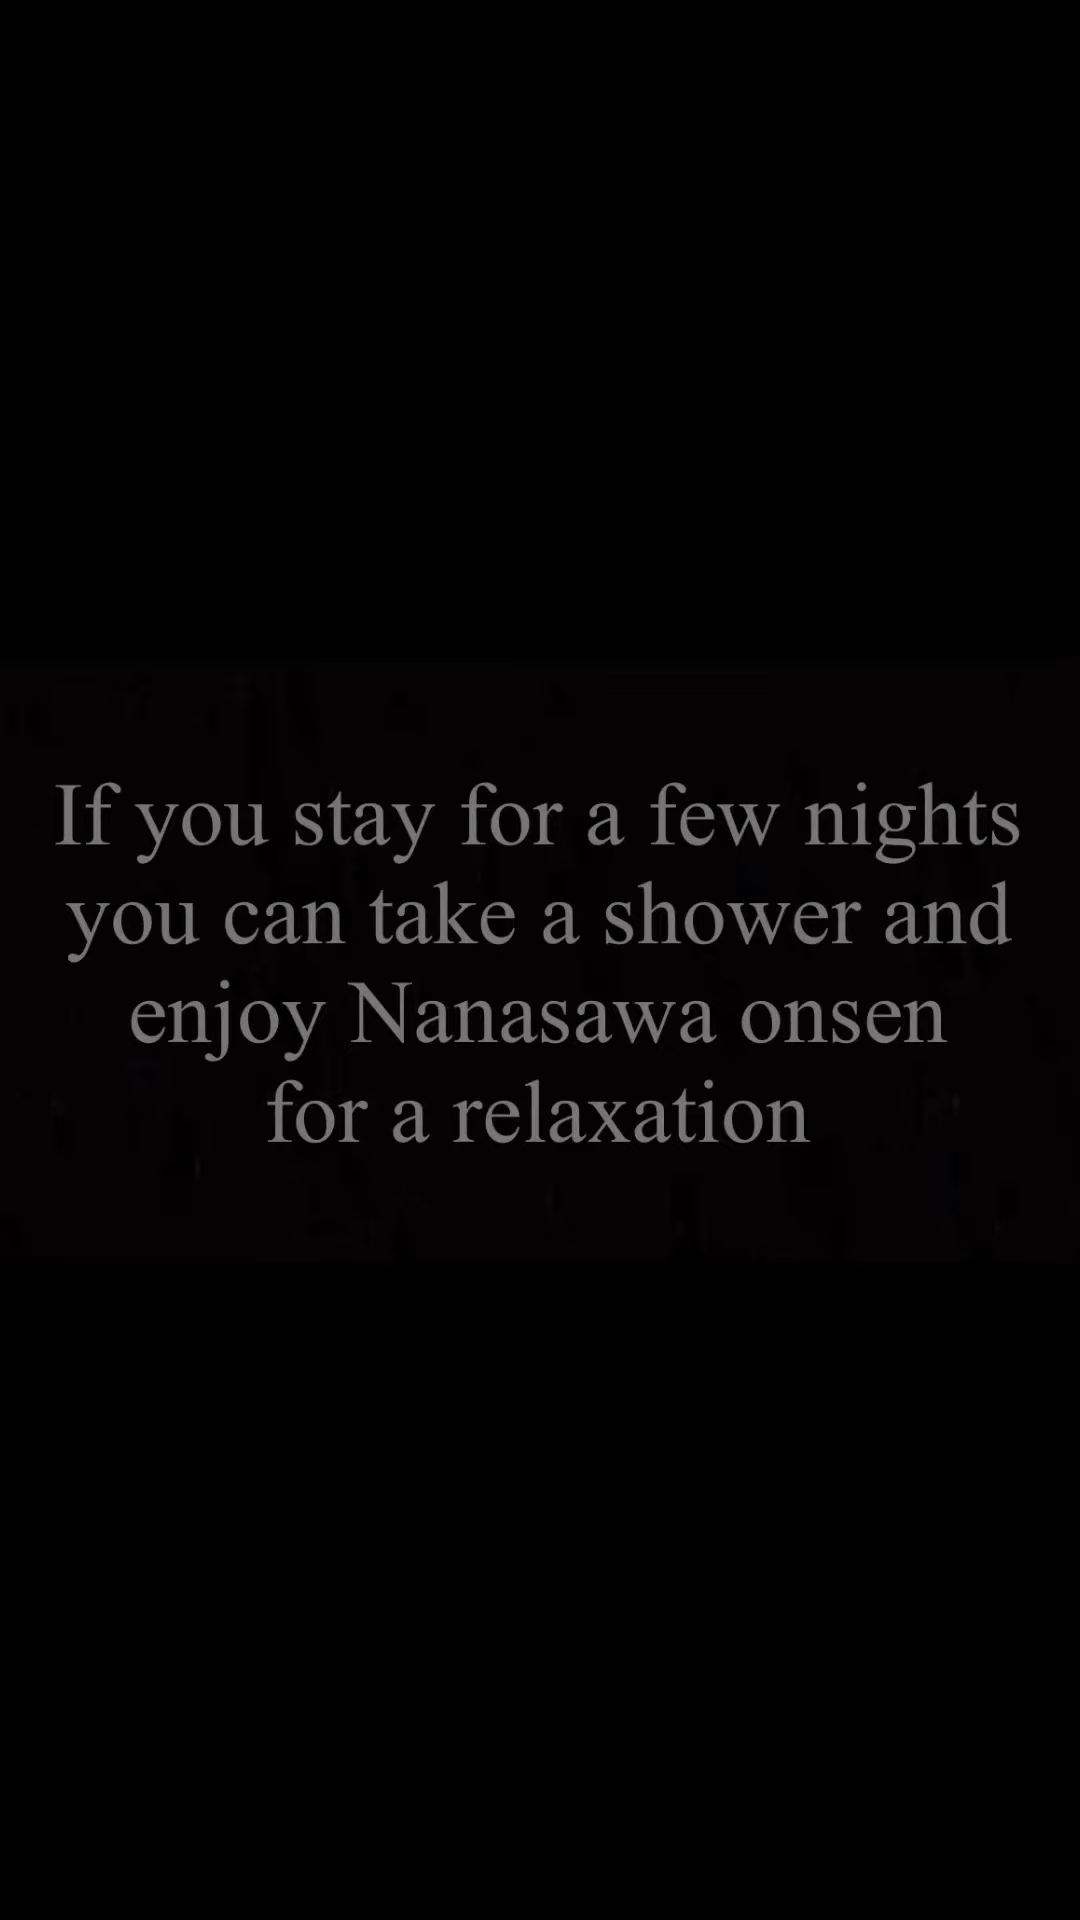 If you stay for a few nights
you can take a shower and
enjoy Nanasawa onsen
for a relaxation